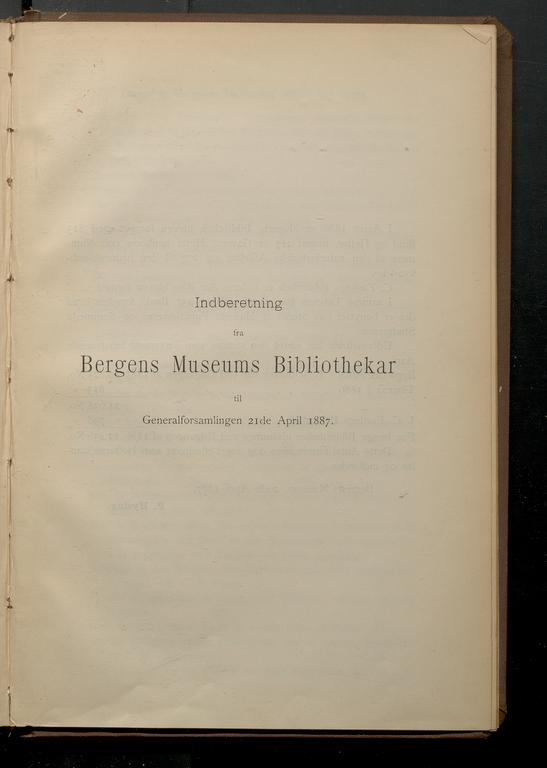 Indberetning
fra
Bergens Museums Bibliothekar
til
Generalforsamlingen 21de April 1887.